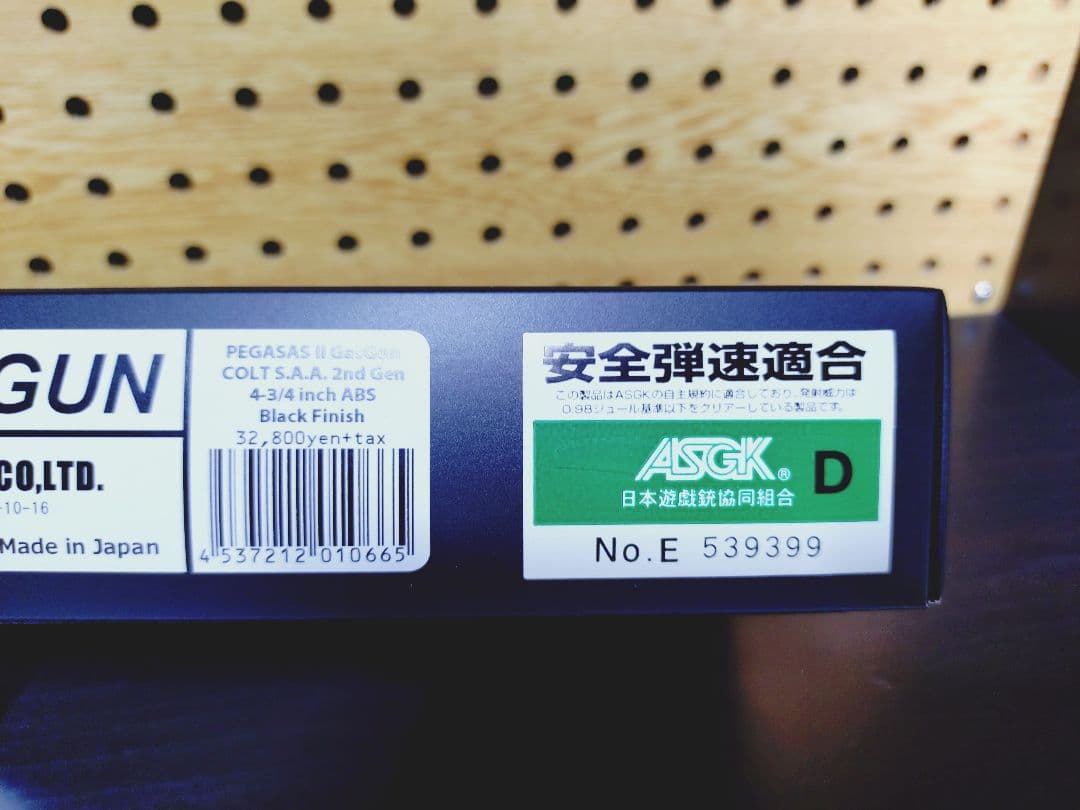 GUN
CO,LTD.
-10-16
Made in Japan
PEGASAS II GasGun
COLT S.A.A. 2nd Gen
4-3/4 inch ABS
Black Finish
32,800yen+tax
4 537212 010665
安全弾速適合
この製品はASGKの自主規約に適合しており、発射威力は
0.98ジュール基準以下をクリアーしている製品です。
ASGK® D
日本遊戯銃協同組合
No.E 539399